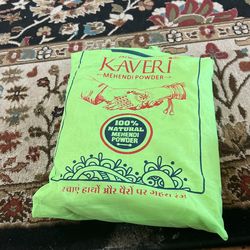 KAVERI
MEHENDI POWDER
100%
NATURAL
MEHENDI
POWDER
रचाएं हाथों और पैरों पर गहरा रंग